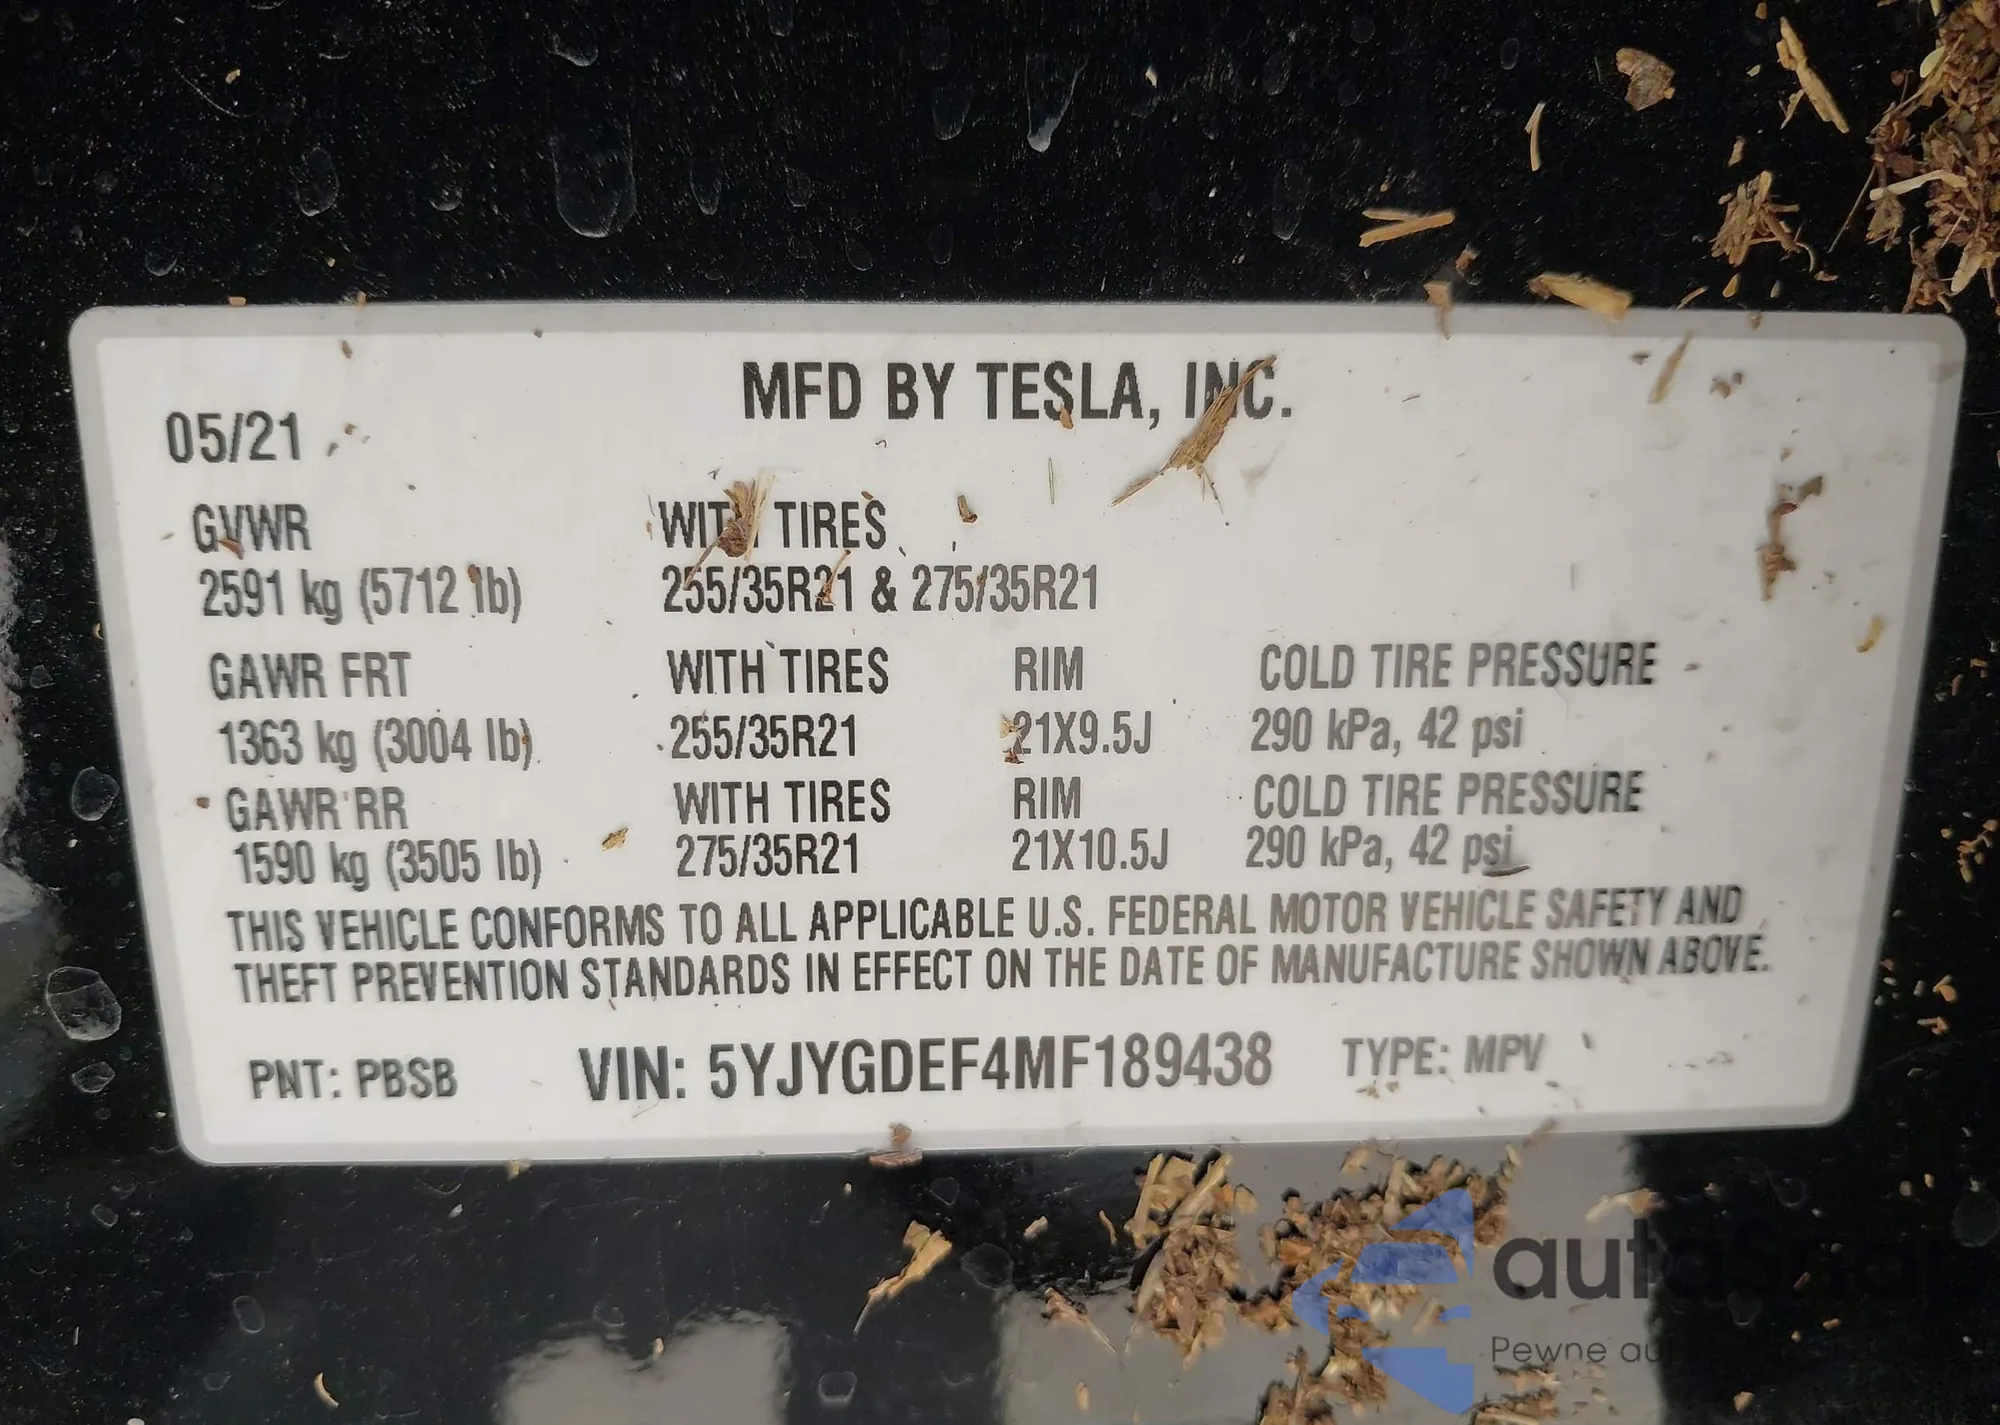 MFD BY TESLA, INC.
05/21
GVWR WITH TIRES
2591 kg (5712 lb) 255/35R21 & 275/35R21
GAWR FRT WITH TIRES RIM COLD TIRE PRESSURE
1363 kg (3004 lb) 255/35R21 21X9.5J 290 kPa, 42 psi
GAWR RR WITH TIRES RIM COLD TIRE PRESSURE
1590 kg (3505 lb) 275/35R21 21X10.5J 290 kPa, 42 psi
THIS VEHICLE CONFORMS TO ALL APPLICABLE U.S. FEDERAL MOTOR VEHICLE SAFETY AND
THEFT PREVENTION STANDARDS IN EFFECT ON THE DATE OF MANUFACTURE SHOWN ABOVE.
PNT: PBSB VIN: 5YJYGDEF4MF189438 TYPE: MPV
autoSnap
Pewne